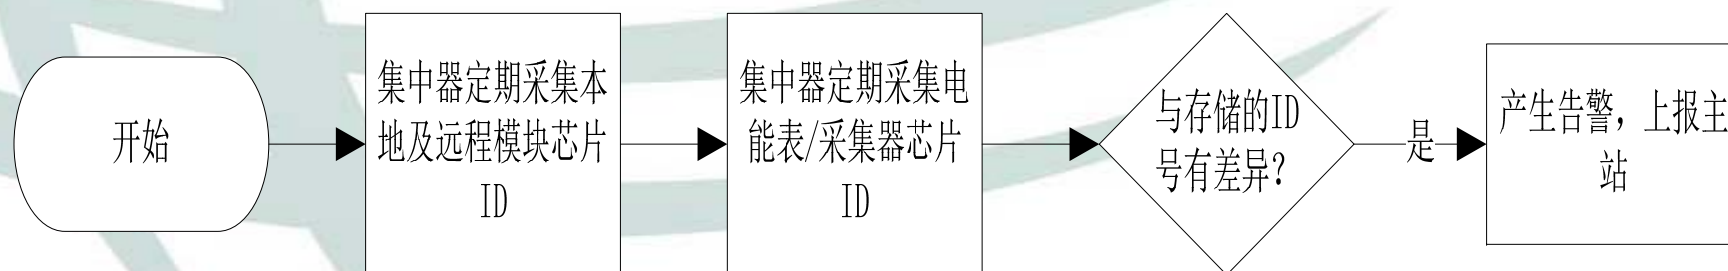 开始
集中器定期采集本
地及远程模块芯片
ID
集中器定期采集电
能表/采集器芯片
ID
与存储的ID
号有差异?
是
产生告警，上报主
站